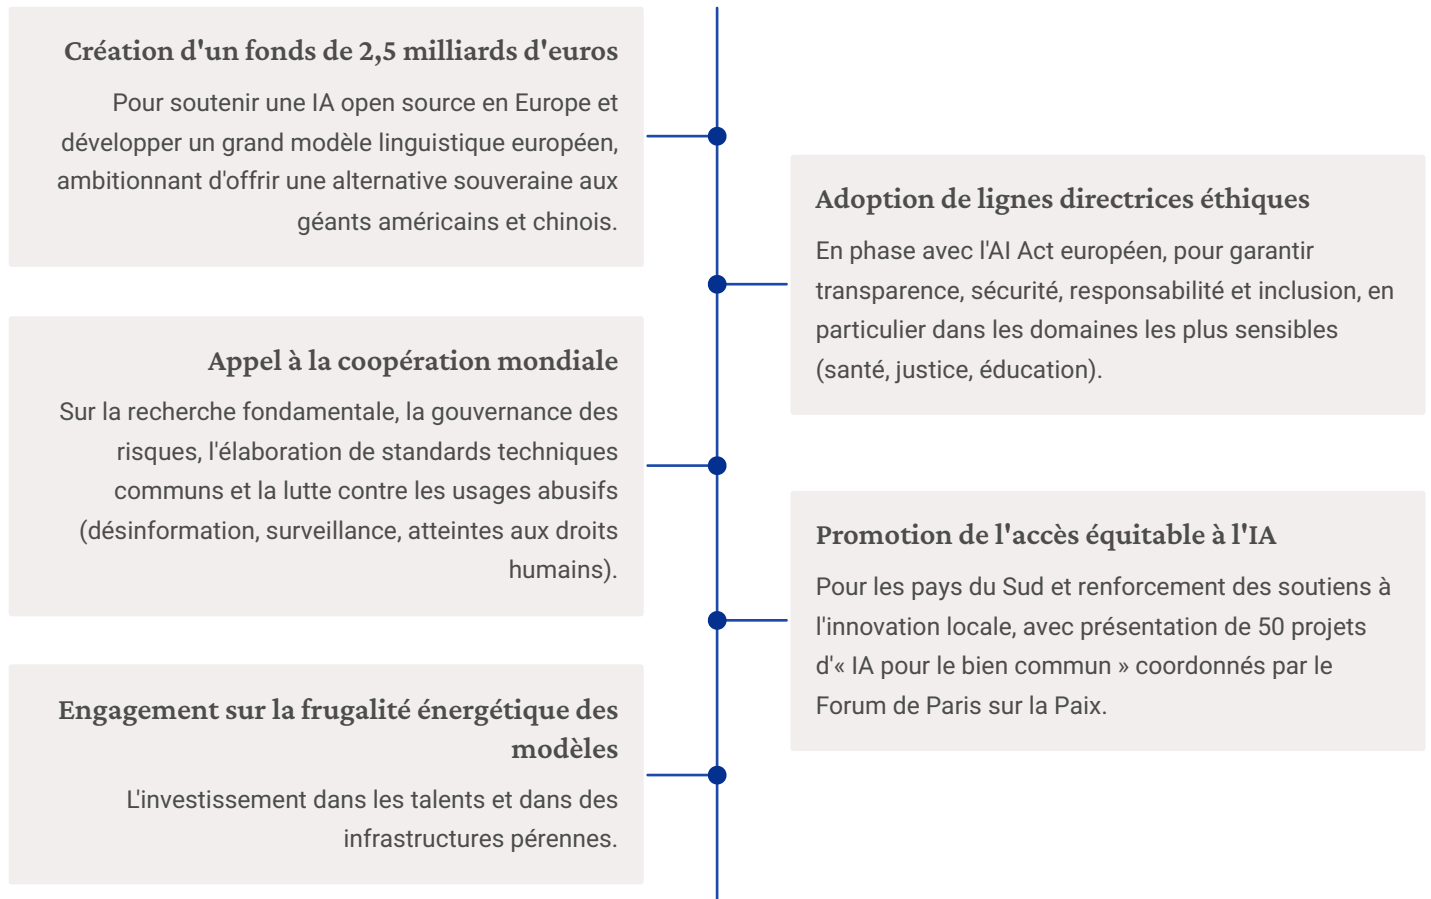 Création d'un fonds de 2,5 milliards d'euros
Pour soutenir une IA open source en Europe et
développer un grand modèle linguistique européen,
ambitionnant d'offrir une alternative souveraine aux
géants américains et chinois.
Adoption de lignes directrices éthiques
En phase avec l'AI Act européen, pour garantir
transparence, sécurité, responsabilité et inclusion, en
particulier dans les domaines les plus sensibles
(santé, justice, éducation).
Appel à la coopération mondiale
Sur la recherche fondamentale, la gouvernance des
risques, l'élaboration de standards techniques
communs et la lutte contre les usages abusifs
(désinformation, surveillance, atteintes aux droits
humains).
Promotion de l'accès équitable à l'IA
Pour les pays du Sud et renforcement des soutiens à
l'innovation locale, avec présentation de 50 projets
d'« IA pour le bien commun » coordonnés par le
Forum de Paris sur la Paix.
Engagement sur la frugalité énergétique des
modèles
L'investissement dans les talents et dans des
infrastructures pérennes.